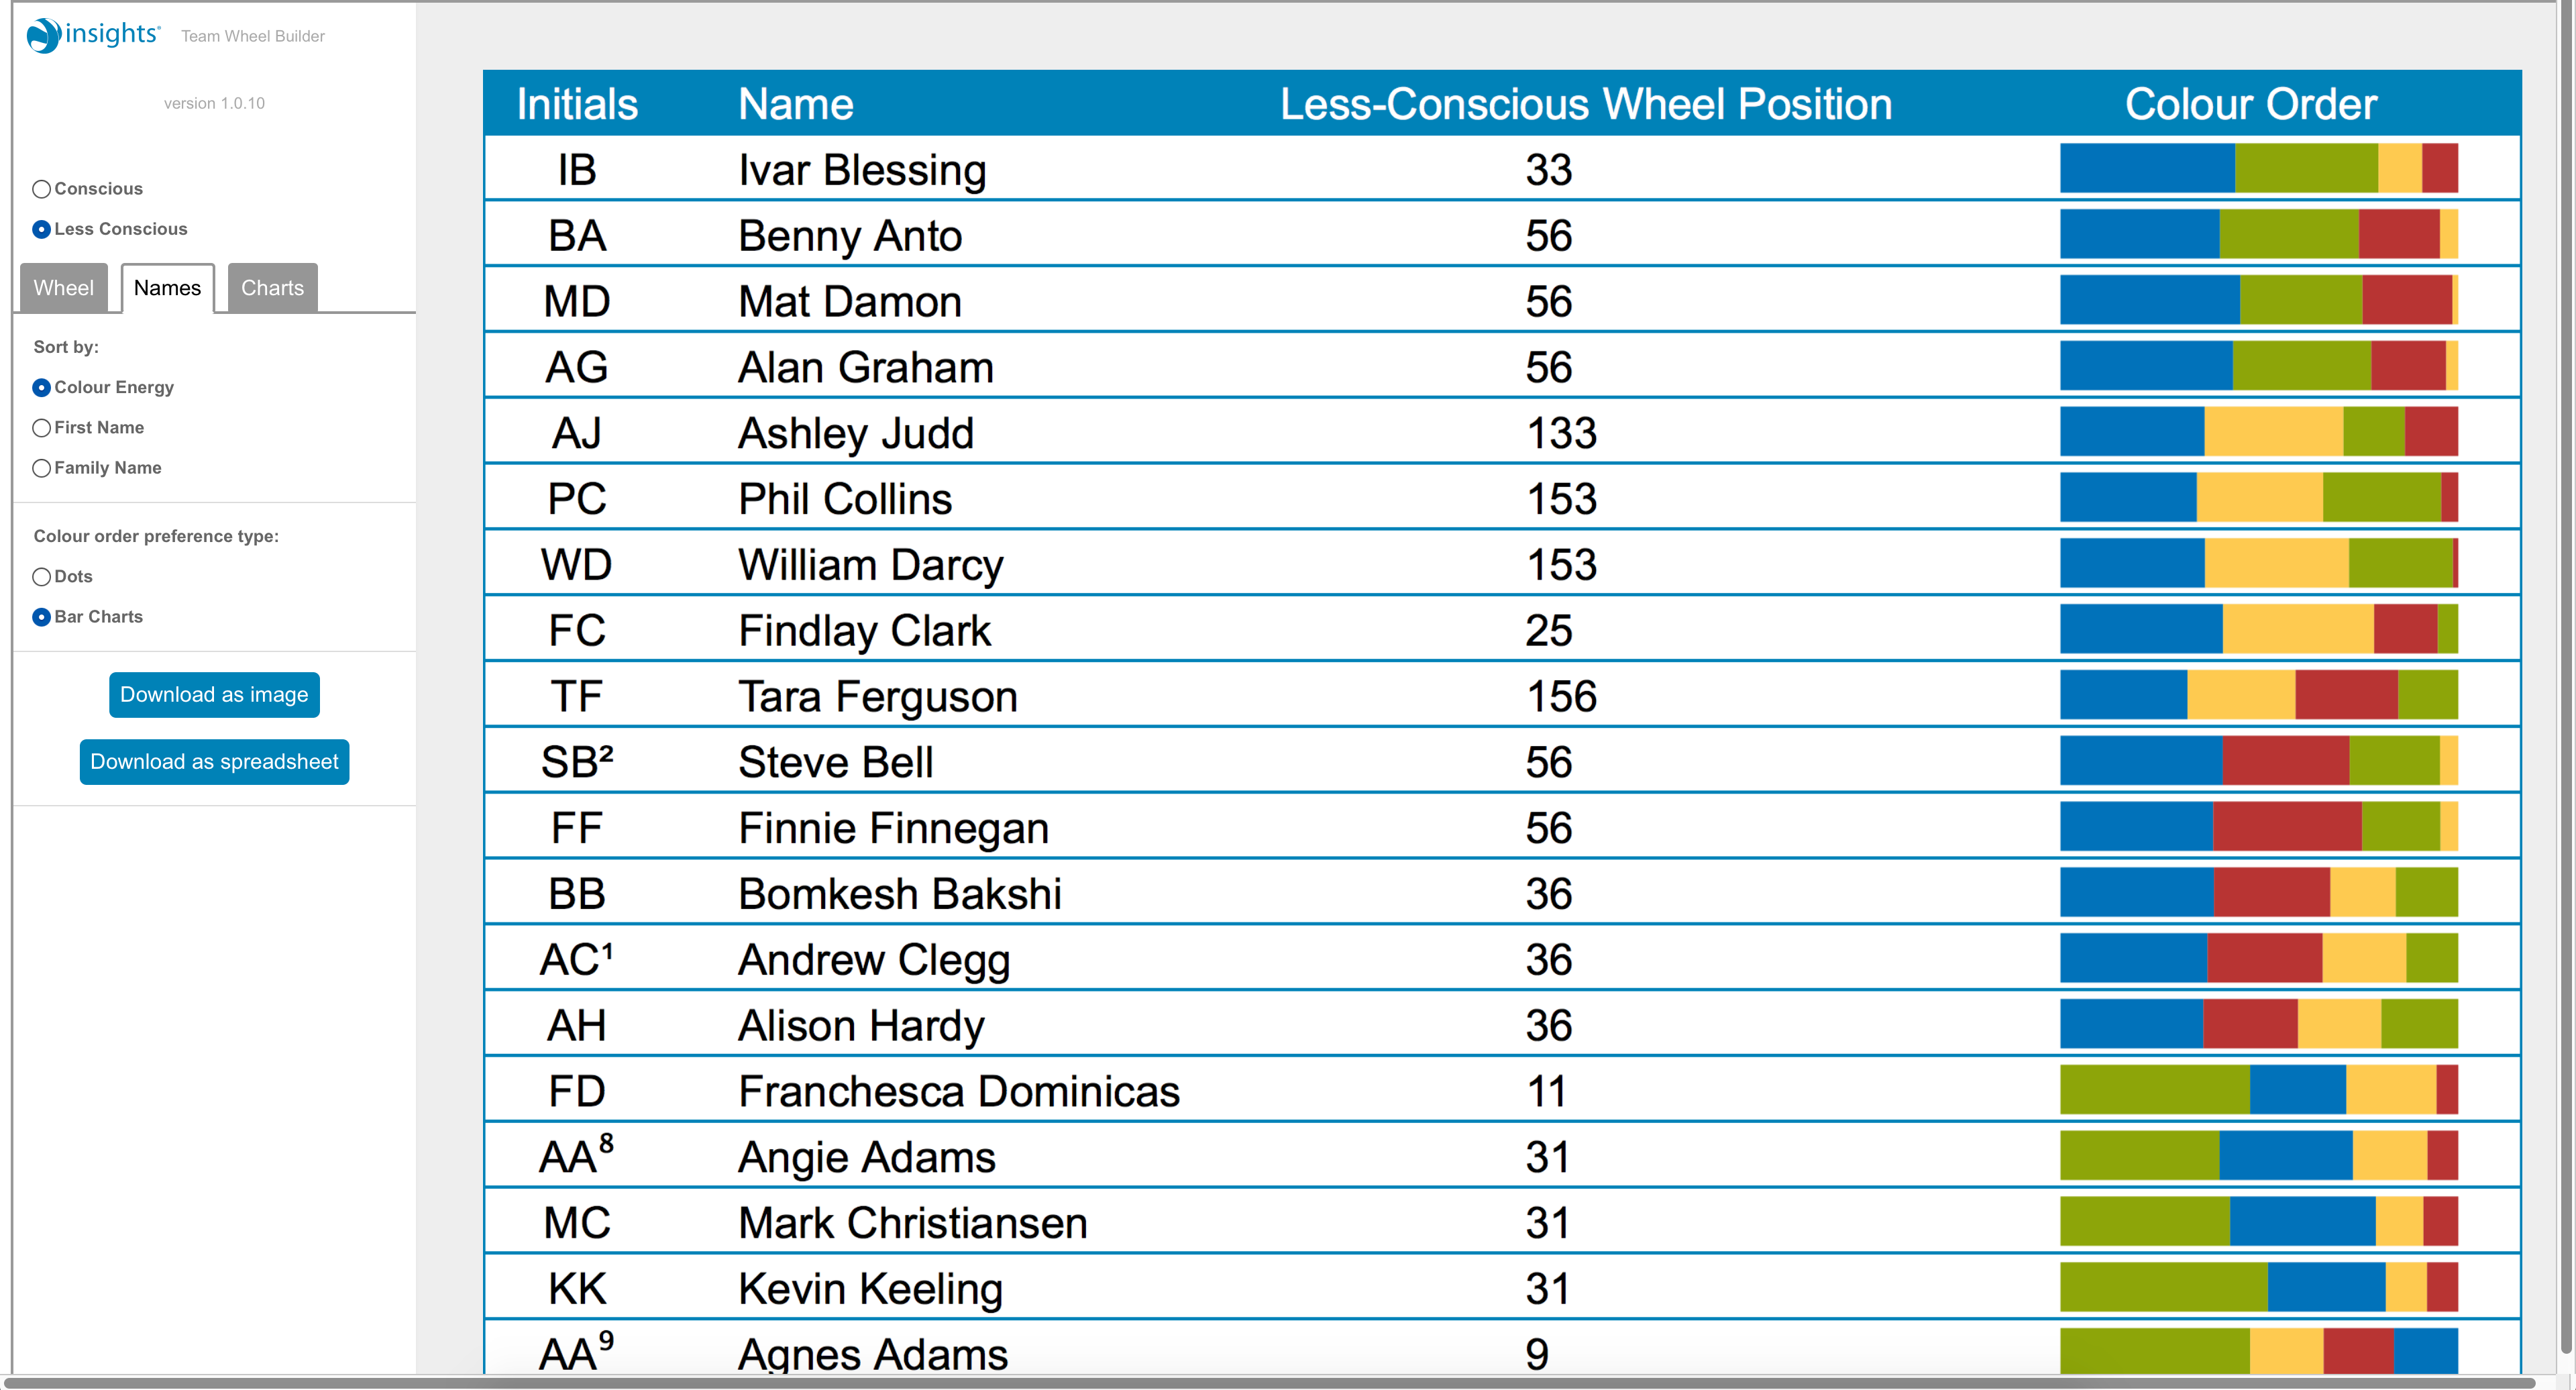 insights Team Wheel Builder
version 1.0.10
Conscious
Less Conscious
Wheel Names Charts
Sort by:
Colour Energy
First Name
Family Name
Colour order preference type:
Dots
Bar Charts
Download as image
Download as spreadsheet
Initials Name Less-Conscious Wheel Position Colour Order
IB Ivar Blessing 33
BA Benny Anto 56
MD Mat Damon 56
AG Alan Graham 56
AJ Ashley Judd 133
PC Phil Collins 153
WD William Darcy 153
FC Findlay Clark 25
TF Tara Ferguson 156
SB² Steve Bell 56
FF Finnie Finnegan 56
BB Bomkesh Bakshi 36
AC¹ Andrew Clegg 36
AH Alison Hardy 36
FD Franchesca Dominicas 11
AA⁸ Angie Adams 31
MC Mark Christiansen 31
KK Kevin Keeling 31
AA⁹ Agnes Adams 9